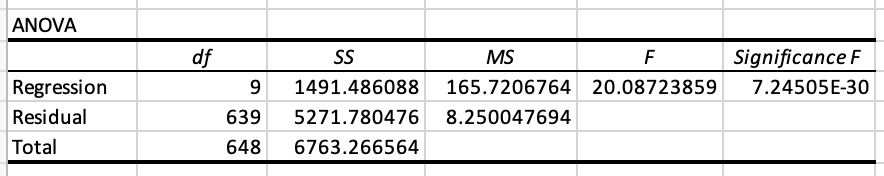 ANOVA
df SS MS F Significance F
Regression 9 1491.486088 165.7206764 20.08723859 7.24505E-30
Residual 639 5271.780476 8.250047694
Total 648 6763.266564